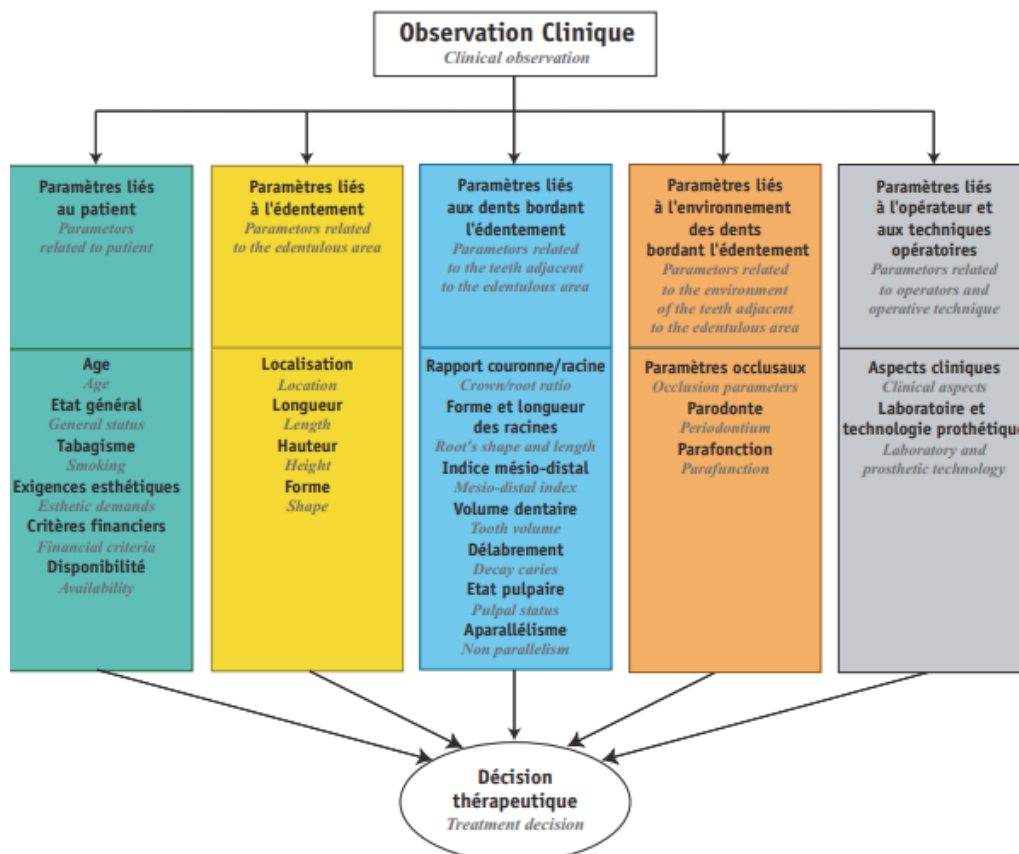 Observation Clinique
Clinical observation
Paramètres liés
au patient
Parametors
related to patient
Age
Age
Etat général
General status
Tabagisme
Smoking
Exigences esthétiques
Esthetic demands
Critères financiers
Financial criteria
Disponibilité
Availability
Paramètres liés
à l'édentement
Parametors related
to the edentulous area
Localisation
Location
Longueur
Length
Hauteur
Height
Forme
Shape
Paramètres liés
aux dents bordant
l'édentement
Parametors related
to the teeth adjacent
to the edentulous area
Rapport couronne/racine
Crown/root ratio
Forme et longueur
des racines
Root's shape and length
Indice mésio-distal
Mesio-distal index
Volume dentaire
Tooth volume
Délabrement
Decay caries
Etat pulpaire
Pulpal status
Aparallélisme
Non parallelism
Paramètres liés
à l'environnement
des dents
bordant l'édentement
Parametors related
to the environment
of the teeth adjacent
to the edentulous area
Paramètres occlusaux
Occlusion parameters
Parodonte
Periodontium
Parafonction
Parafunction
Paramètres liés
à l'opérateur et
aux techniques
opératoires
Parametors related
to operators and
operative technique
Aspects cliniques
Clinical aspects
Laboratoire et
technologie prothétique
Laboratory and
prosthetic technology
Décision
thérapeutique
Treatment decision